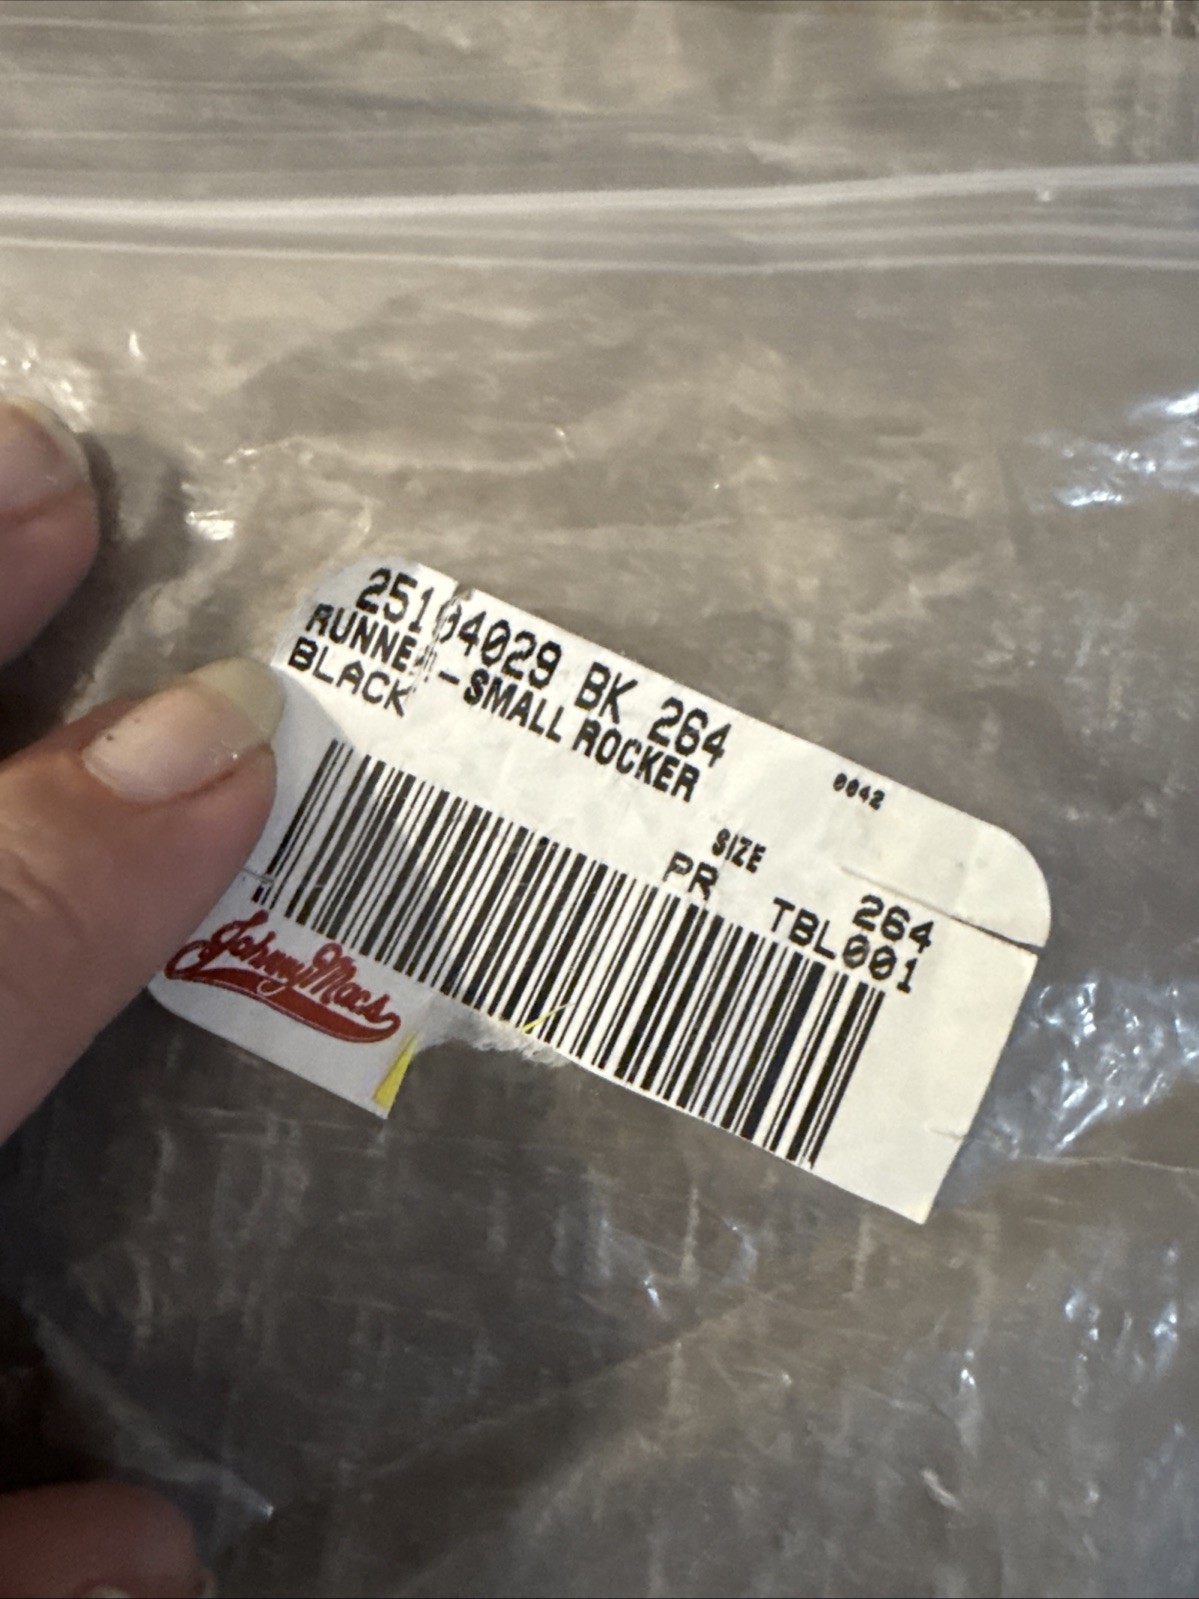 25104029 BK 264
RUNNER-SMALL ROCKER
BLACK
0042
SIZE 264
PR TBL001
Johnny Macs